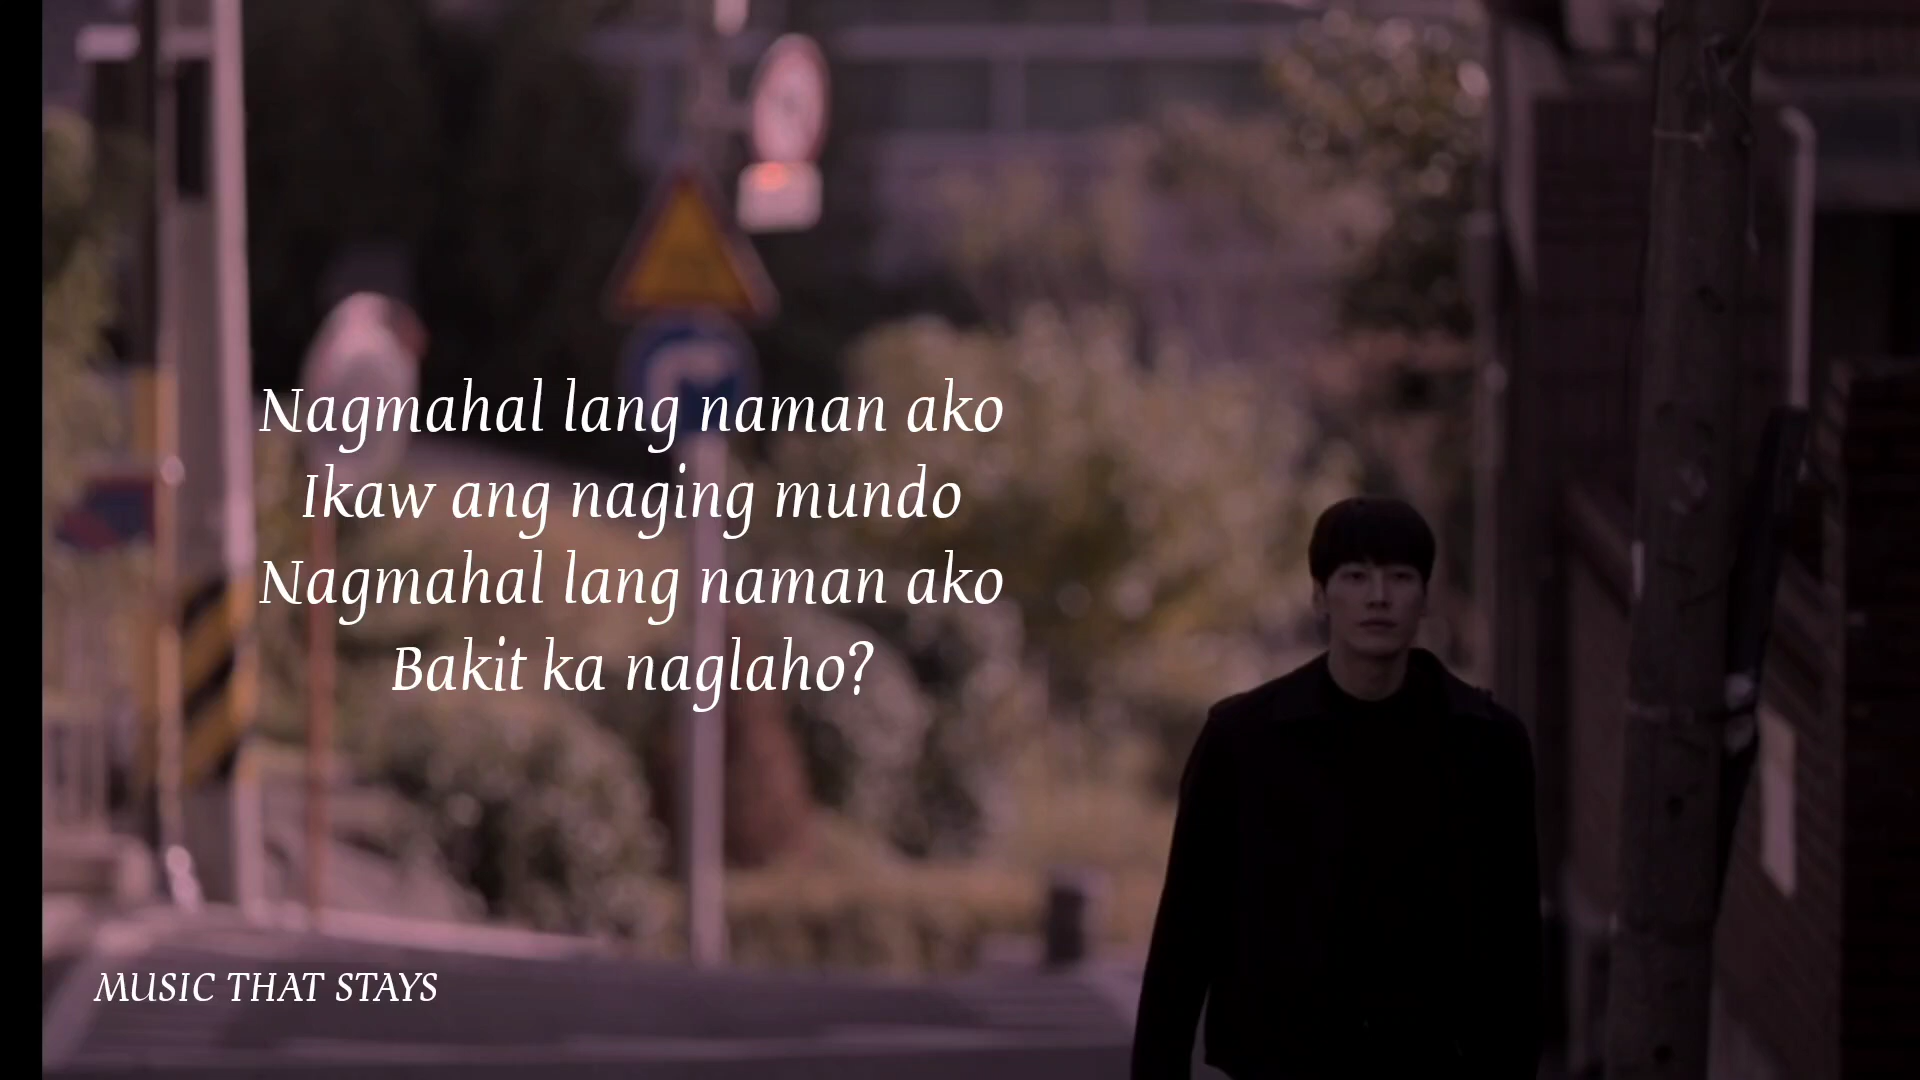 Nagmahal lang naman ako
Ikaw ang naging mundo
Nagmahal lang naman ako
Bakit ka naglaho?
MUSIC THAT STAYS